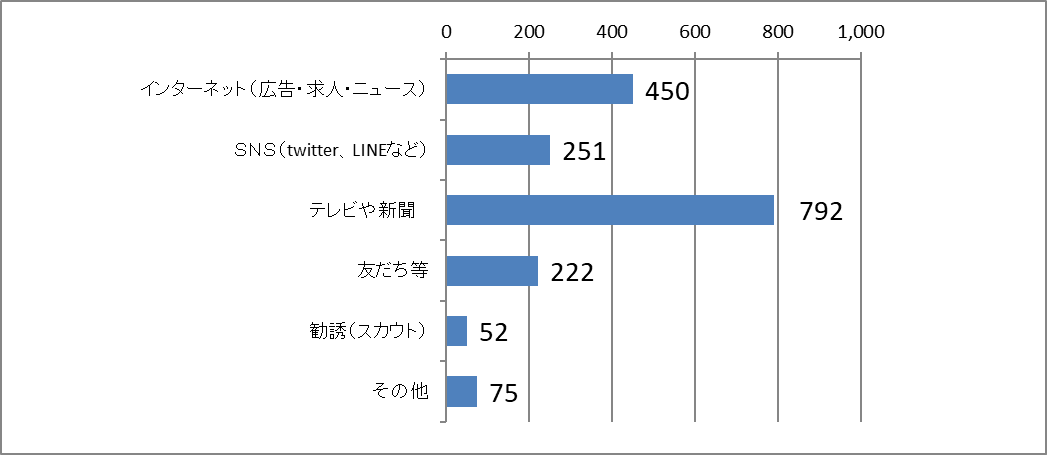 0 200 400 600 800 1,000
インターネット（広告・求人・ニュース） 450
ＳＮＳ（twitter、LINEなど） 251
テレビや新聞 792
友だち等 222
勧誘（スカウト） 52
その他 75